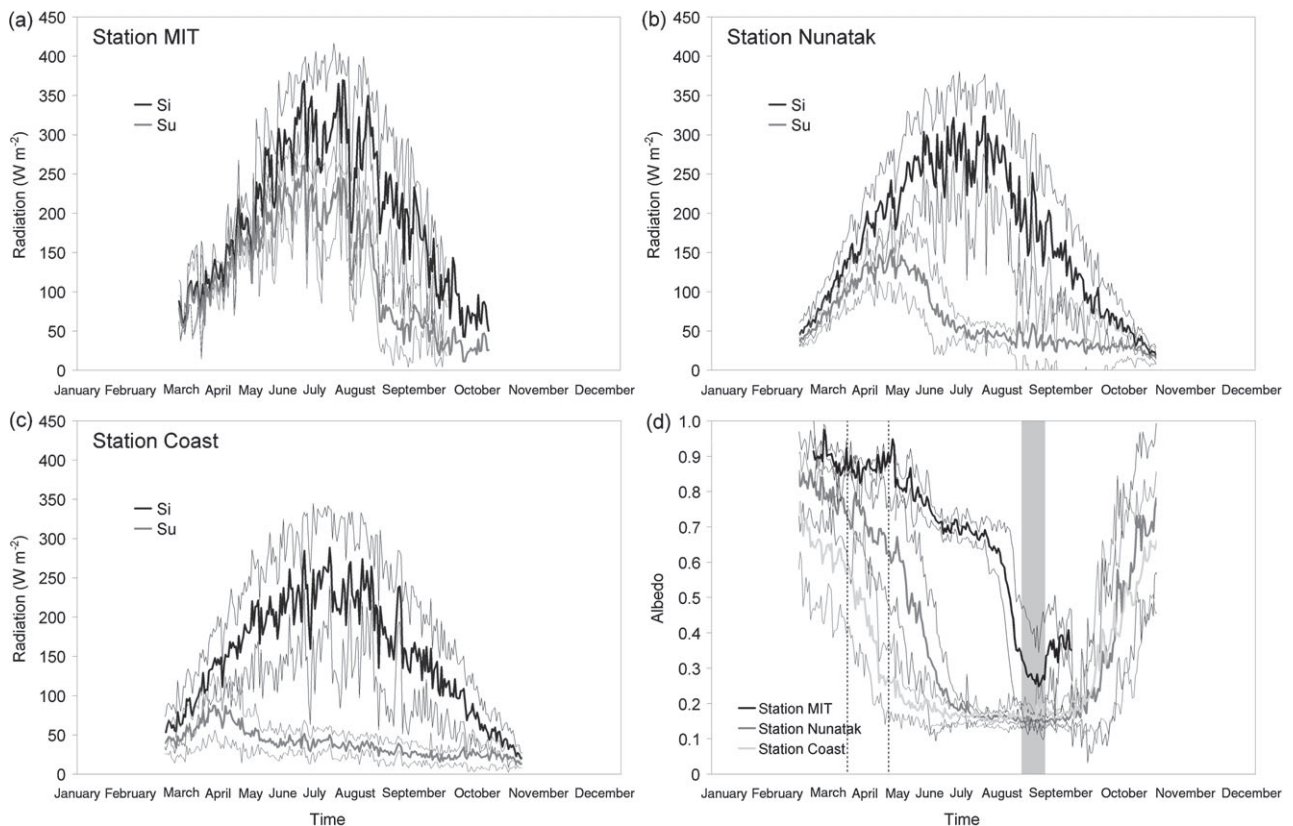 (a)
Station MIT
Si
Su
Radiation (W m⁻²)
450
400
350
300
250
200
150
100
50
0
January February March April May June July August September October November December
(b)
Station Nunatak
Si
Su
Radiation (W m⁻²)
450
400
350
300
250
200
150
100
50
0
January February March April May June July August September October November December
(c)
Station Coast
Si
Su
Radiation (W m⁻²)
450
400
350
300
250
200
150
100
50
0
January February March April May June July August September October November December
Time
(d)
Albedo
1.0
0.9
0.8
0.7
0.6
0.5
0.4
0.3
0.2
0.1
0
Station MIT
Station Nunatak
Station Coast
January February March April May June July August September October November December
Time